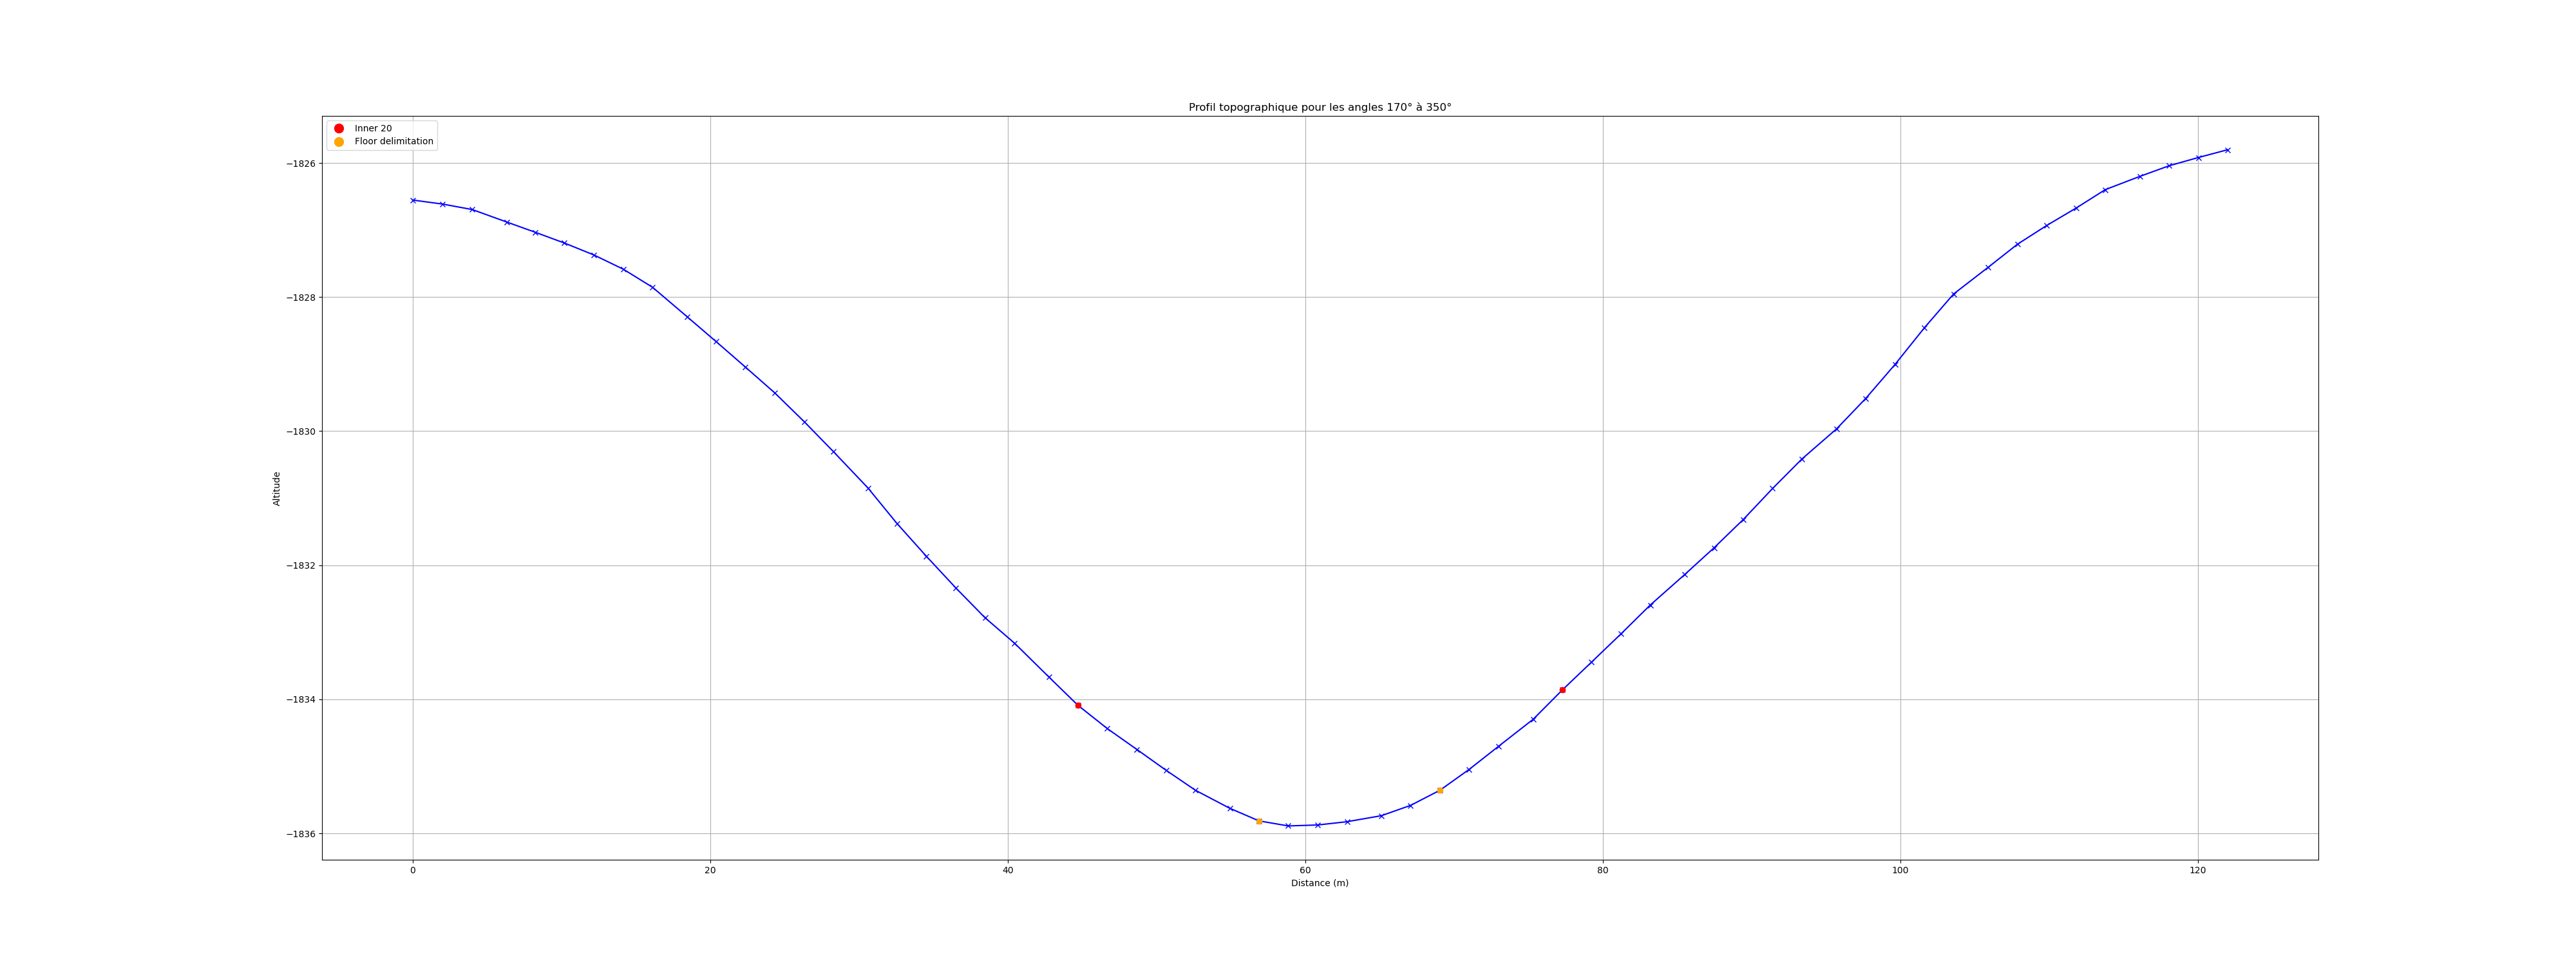 Profil topographique pour les angles 170° à 350°
Inner 20
Floor delimitation
−1826
−1828
−1830
−1832
−1834
−1836
Altitude
0 20 40 60 80 100 120
Distance (m)